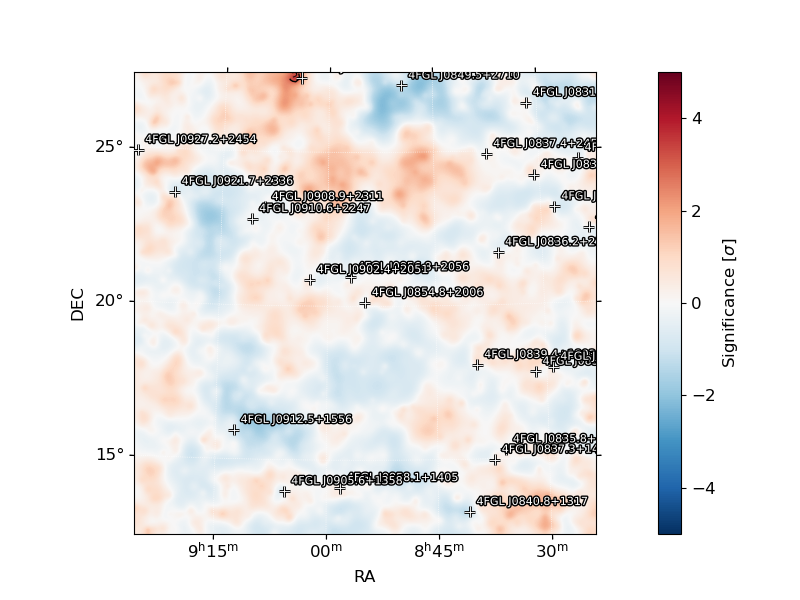 4FGL J0849.5+2710
4FGL J0831
4FGL J0927.2+2454
4FGL J0837.4+245
4FGL J083
4FGL J0921.7+2336
4FGL J0908.9+2311
4FGL J
4FGL J0910.6+2247
4FGL J0836.2+2
4FGL J0902.4+2051
+2056
4FGL J0854.8+2006
4FGL J0839.4+
4FGL J0912.5+1556
4FGL J0835.8+
4FGL J0837.3+14
4FGL J0905.6+1358
.1+1405
4FGL J0840.8+1317
25°
20°
15°
DEC
9h15m
00m
8h45m
30m
RA
4
2
0
−2
−4
Significance [σ]